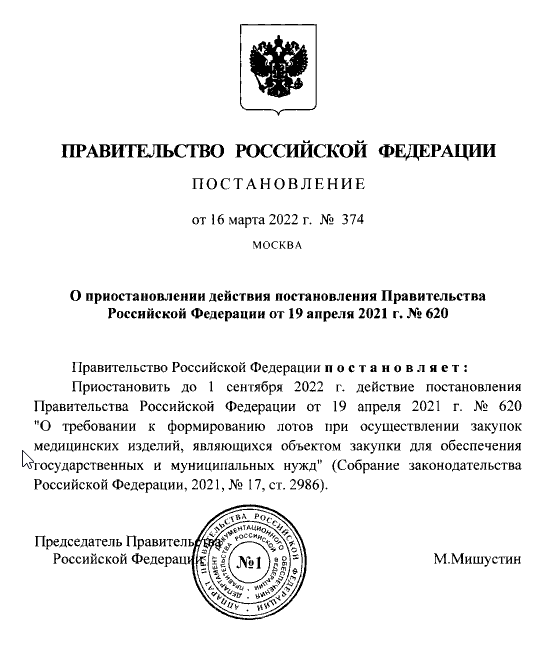 ПРАВИТЕЛЬСТВО РОССИЙСКОЙ ФЕДЕРАЦИИ
ПОСТАНОВЛЕНИЕ
от 16 марта 2022 г. № 374
МОСКВА
О приостановлении действия постановления Правительства
Российской Федерации от 19 апреля 2021 г. № 620
Правительство Российской Федерации постановляет:
Приостановить до 1 сентября 2022 г. действие постановления
Правительства Российской Федерации от 19 апреля 2021 г. № 620
"О требовании к формированию лотов при осуществлении закупок
медицинских изделий, являющихся объектом закупки для обеспечения
государственных и муниципальных нужд" (Собрание законодательства
Российской Федерации, 2021, № 17, ст. 2986).
Председатель Правительства
Российской Федерации
М.Мишустин
АППАРАТ ПРАВИТЕЛЬСТВА РОССИЙСКОЙ ФЕДЕРАЦИИ
ДЕПАРТАМЕНТ ДОКУМЕНТАЦИОННОГО ОБЕСПЕЧЕНИЯ
ПРАВИТЕЛЬСТВА РОССИЙСКОЙ ФЕДЕРАЦИИ
№1